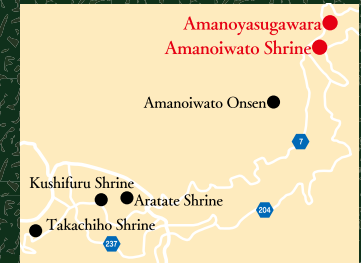 Amanoyasugawara
Amanoiwato Shrine
Amanoiwato Onsen
7
Kushifuru Shrine
Aratate Shrine
204
Takachiho Shrine
237